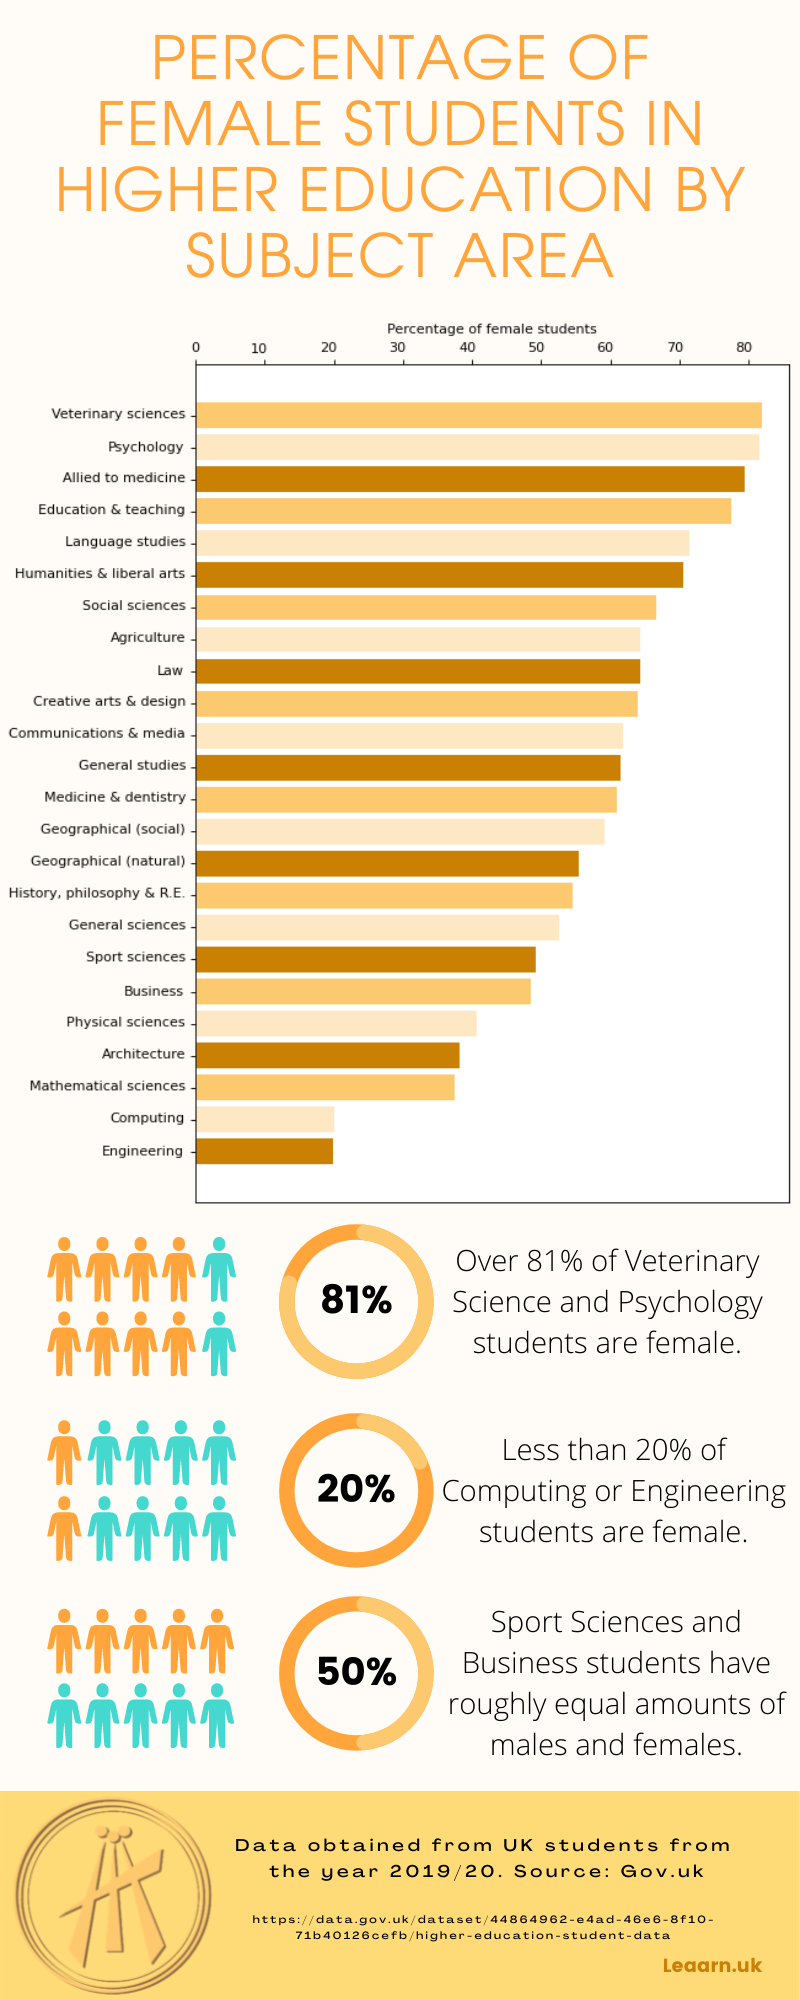 PERCENTAGE OF
FEMALE STUDENTS IN
HIGHER EDUCATION BY
SUBJECT AREA
Percentage of female students
0 10 20 30 40 50 60 70 80
Veterinary sciences
Psychology
Allied to medicine
Education & teaching
Language studies
Humanities & liberal arts
Social sciences
Agriculture
Law
Creative arts & design
Communications & media
General studies
Medicine & dentistry
Geographical (social)
Geographical (natural)
History, philosophy & R.E.
General sciences
Sport sciences
Business
Physical sciences
Architecture
Mathematical sciences
Computing
Engineering
81%
Over 81% of Veterinary
Science and Psychology
students are female.
20%
Less than 20% of
Computing or Engineering
students are female.
50%
Sport Sciences and
Business students have
roughly equal amounts of
males and females.
Data obtained from UK students from
the year 2019/20. Source: Gov.uk
https://data.gov.uk/dataset/44864962-e4ad-46e6-8f10-
71b40126cefb/higher-education-student-data
Leaarn.uk